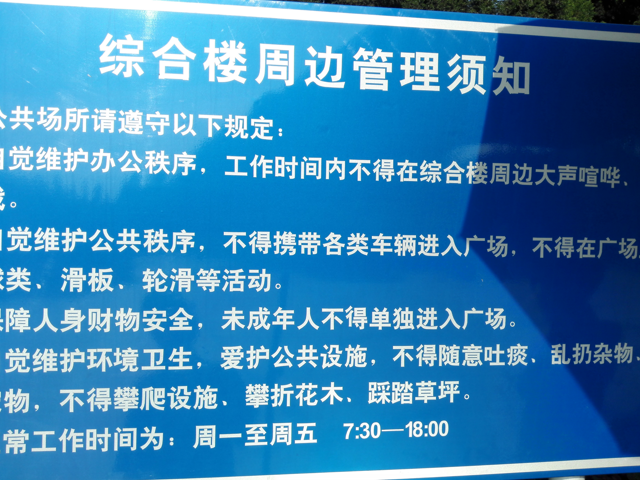 综合楼周边管理须知
公共场所请遵守以下规定：
自觉维护办公秩序，工作时间内不得在综合楼周边大声喧哗、
。
自觉维护公共秩序，不得携带各类车辆进入广场，不得在广场
球类、滑板、轮滑等活动。
保障人身财物安全，未成年人不得单独进入广场。
自觉维护环境卫生，爱护公共设施，不得随意吐痰、乱扔杂物、
物，不得攀爬设施、攀折花木、踩踏草坪。
常工作时间为：周一至周五 7:30—18:00